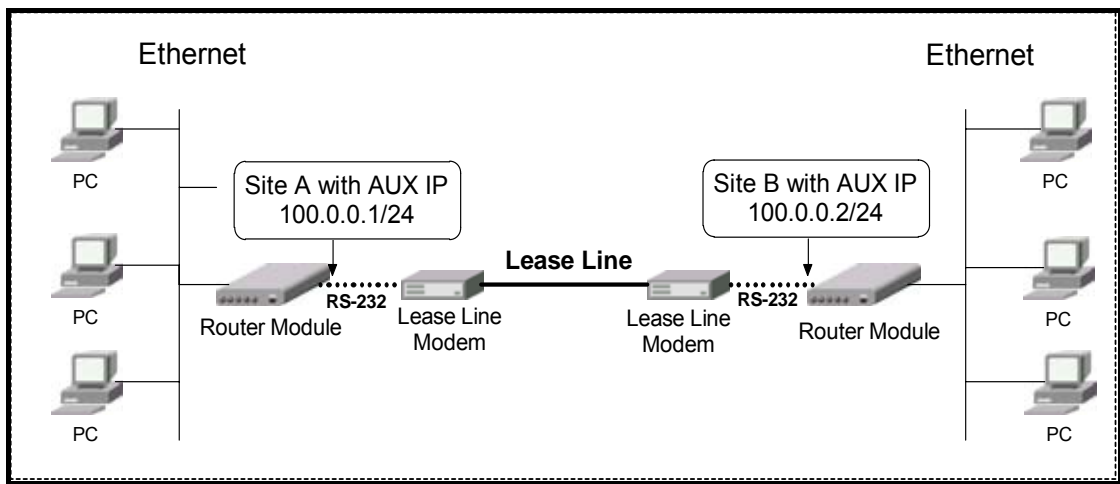 Ethernet
Ethernet
PC
PC
Site A with AUX IP
100.0.0.1/24
Site B with AUX IP
100.0.0.2/24
Lease Line
PC
RS-232
RS-232
PC
Router Module
Lease Line
Modem
Lease Line
Modem
Router Module
PC
PC